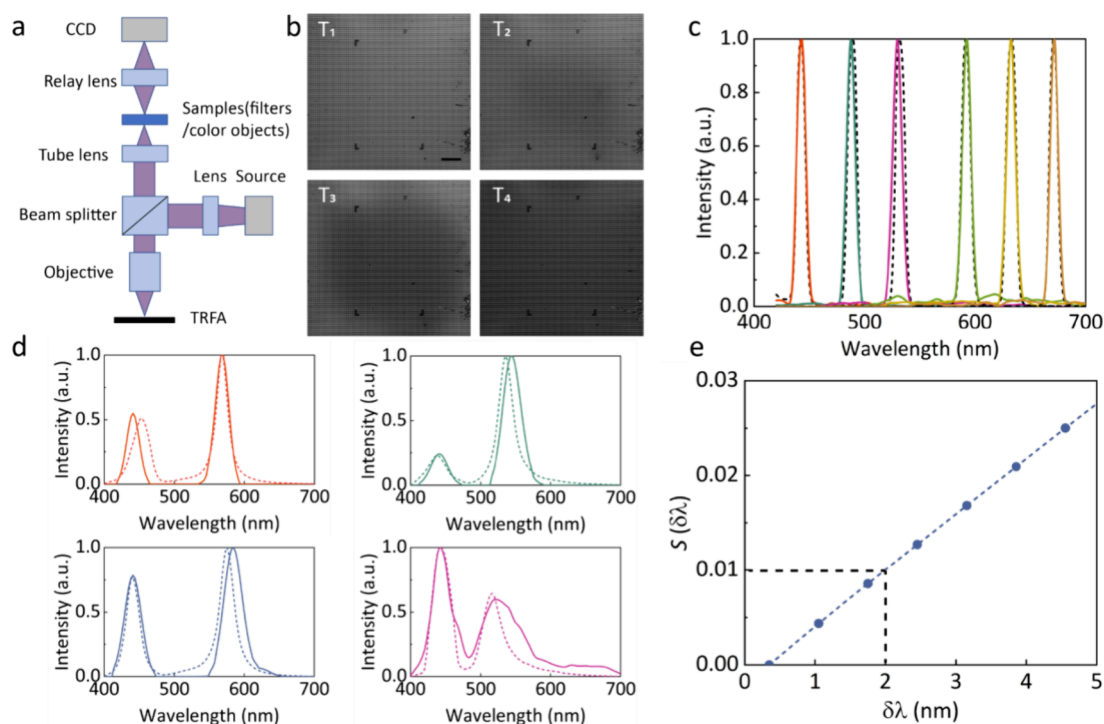 a
CCD
Relay lens
Samples(filters
/color objects)
Tube lens
Lens Source
Beam splitter
Objective
TRFA
b
T₁
T₂
T₃
T₄
c
Intensity (a.u.)
1.0
0.8
0.6
0.4
0.2
0.0
400 500 600 700
Wavelength (nm)
d
Intensity (a.u.)
1.0
0.5
0.0
400 500 600 700
Wavelength (nm)
Intensity (a.u.)
1.0
0.5
0.0
400 500 600 700
Wavelength (nm)
Intensity (a.u.)
1.0
0.5
0.0
400 500 600 700
Wavelength (nm)
Intensity (a.u.)
1.0
0.5
0.0
400 500 600 700
Wavelength (nm)
e
S (δλ)
0.03
0.02
0.01
0.00
0 1 2 3 4 5
δλ (nm)